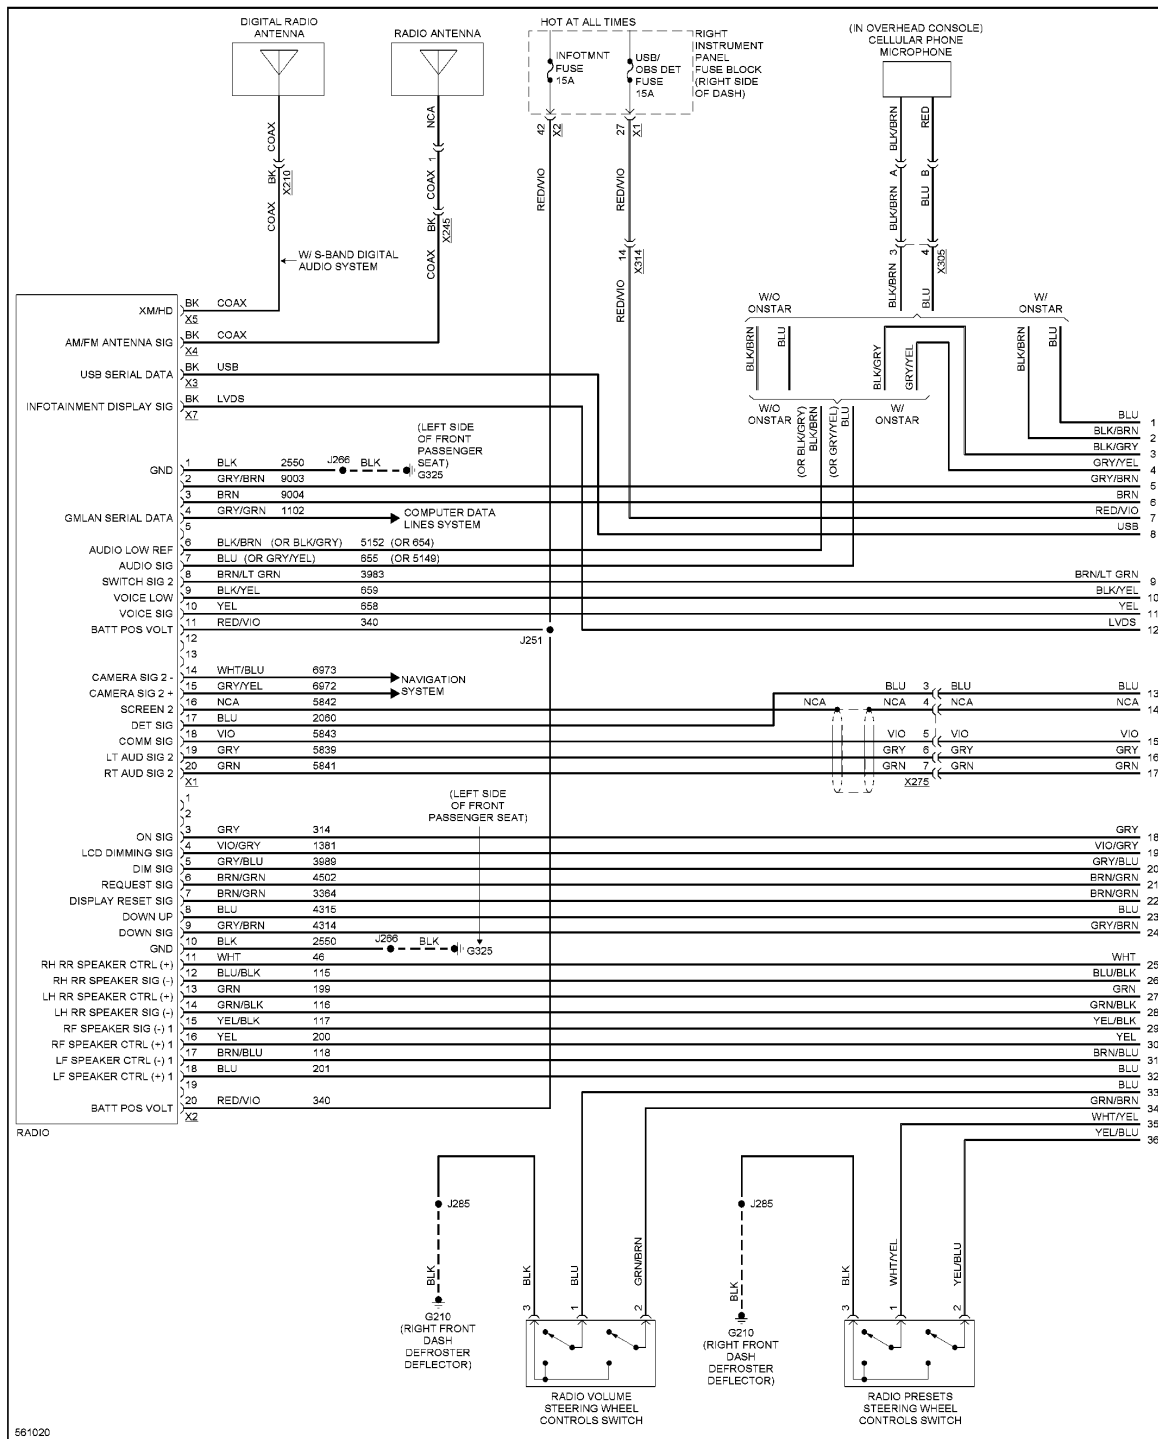 DIGITAL RADIO
ANTENNA
RADIO ANTENNA
HOT AT ALL TIMES
INFOTMNT
FUSE
15A
USB/
OBS DET
FUSE
15A
RIGHT
INSTRUMENT
PANEL
FUSE BLOCK
(RIGHT SIDE
OF DASH)
(IN OVERHEAD CONSOLE)
CELLULAR PHONE
MICROPHONE
COAX
BK
X210
COAX
NCA
1
COAX
BK
X245
COAX
42
X2
RED/VIO
27
X1
RED/VIO
14
X314
RED/VIO
BLK/BRN
RED
A
B
BLK/BRN
BLU
3
4
X305
BLK/BRN
BLU
W/ S-BAND DIGITAL
AUDIO SYSTEM
W/O
ONSTAR
W/
ONSTAR
BLK/BRN
BLU
BLK/GRY
GRY/YEL
BLK/BRN
BLU
W/O
ONSTAR
W/
ONSTAR
(OR BLK/GRY)
BLK/BRN
(OR GRY/YEL)
BLU
XM/HD
BK
COAX
X5
AM/FM ANTENNA SIG
BK
COAX
X4
USB SERIAL DATA
BK
USB
X3
INFOTAINMENT DISPLAY SIG
BK
LVDS
X7
(LEFT SIDE
OF FRONT
PASSENGER
SEAT)
G325
GND 1 BLK 2550 J266 BLK
2 GRY/BRN 9003
3 BRN 9004
GMLAN SERIAL DATA 4 GRY/GRN 1102
COMPUTER DATA
LINES SYSTEM
5
AUDIO LOW REF 6 BLK/BRN (OR BLK/GRY) 5152 (OR 654)
AUDIO SIG 7 BLU (OR GRY/YEL) 655 (OR 5149)
SWITCH SIG 2 8 BRN/LT GRN 3983
VOICE LOW 9 BLK/YEL 659
VOICE SIG 10 YEL 658
BATT POS VOLT 11 RED/VIO 340
J251
12
13
CAMERA SIG 2 - 14 WHT/BLU 6973
CAMERA SIG 2 + 15 GRY/YEL 6972
NAVIGATION
SYSTEM
SCREEN 2 16 NCA 5842
DET SIG 17 BLU 2060
COMM SIG 18 VIO 5843
LT AUD SIG 2 19 GRY 5839
RT AUD SIG 2 20 GRN 5841
X1
BLU 1
BLK/BRN 2
BLK/GRY 3
GRY/YEL 4
GRY/BRN 5
BRN 6
RED/VIO 7
USB 8
BRN/LT GRN 9
BLK/YEL 10
YEL 11
LVDS 12
BLU 3 BLU BLU 13
NCA NCA 4 NCA NCA 14
VIO 5 VIO VIO 15
GRY 6 GRY GRY 16
GRN 7 GRN GRN 17
X275
(LEFT SIDE
OF FRONT
PASSENGER SEAT)
1
2
ON SIG 3 GRY 314 GRY 18
LCD DIMMING SIG 4 VIO/GRY 1381 VIO/GRY 19
DIM SIG 5 GRY/BLU 3989 GRY/BLU 20
REQUEST SIG 6 BRN/GRN 4502 BRN/GRN 21
DISPLAY RESET SIG 7 BRN/GRN 3364 BRN/GRN 22
DOWN UP 8 BLU 4315 BLU 23
DOWN SIG 9 GRY/BRN 4314 GRY/BRN 24
GND 10 BLK 2550 J266 BLK G325
RH RR SPEAKER CTRL (+) 11 WHT 46 WHT 25
RH RR SPEAKER SIG (-) 12 BLU/BLK 115 BLU/BLK 26
LH RR SPEAKER CTRL (+) 13 GRN 199 GRN 27
LH RR SPEAKER SIG (-) 14 GRN/BLK 116 GRN/BLK 28
RF SPEAKER SIG (-) 1 15 YEL/BLK 117 YEL/BLK 29
RF SPEAKER CTRL (+) 1 16 YEL 200 YEL 30
LF SPEAKER CTRL (-) 1 17 BRN/BLU 118 BRN/BLU 31
LF SPEAKER CTRL (+) 1 18 BLU 201 BLU 32
19
BLU 33
BATT POS VOLT 20 RED/VIO 340 GRN/BRN 34
X2
WHT/YEL 35
YEL/BLU 36
RADIO
J285
BLK
G210
(RIGHT FRONT
DASH
DEFROSTER
DEFLECTOR)
BLK
BLU
GRN/BRN
3
1
2
RADIO VOLUME
STEERING WHEEL
CONTROLS SWITCH
J285
BLK
G210
(RIGHT FRONT
DASH
DEFROSTER
DEFLECTOR)
BLK
WHT/YEL
YEL/BLU
3
1
2
RADIO PRESETS
STEERING WHEEL
CONTROLS SWITCH
561020